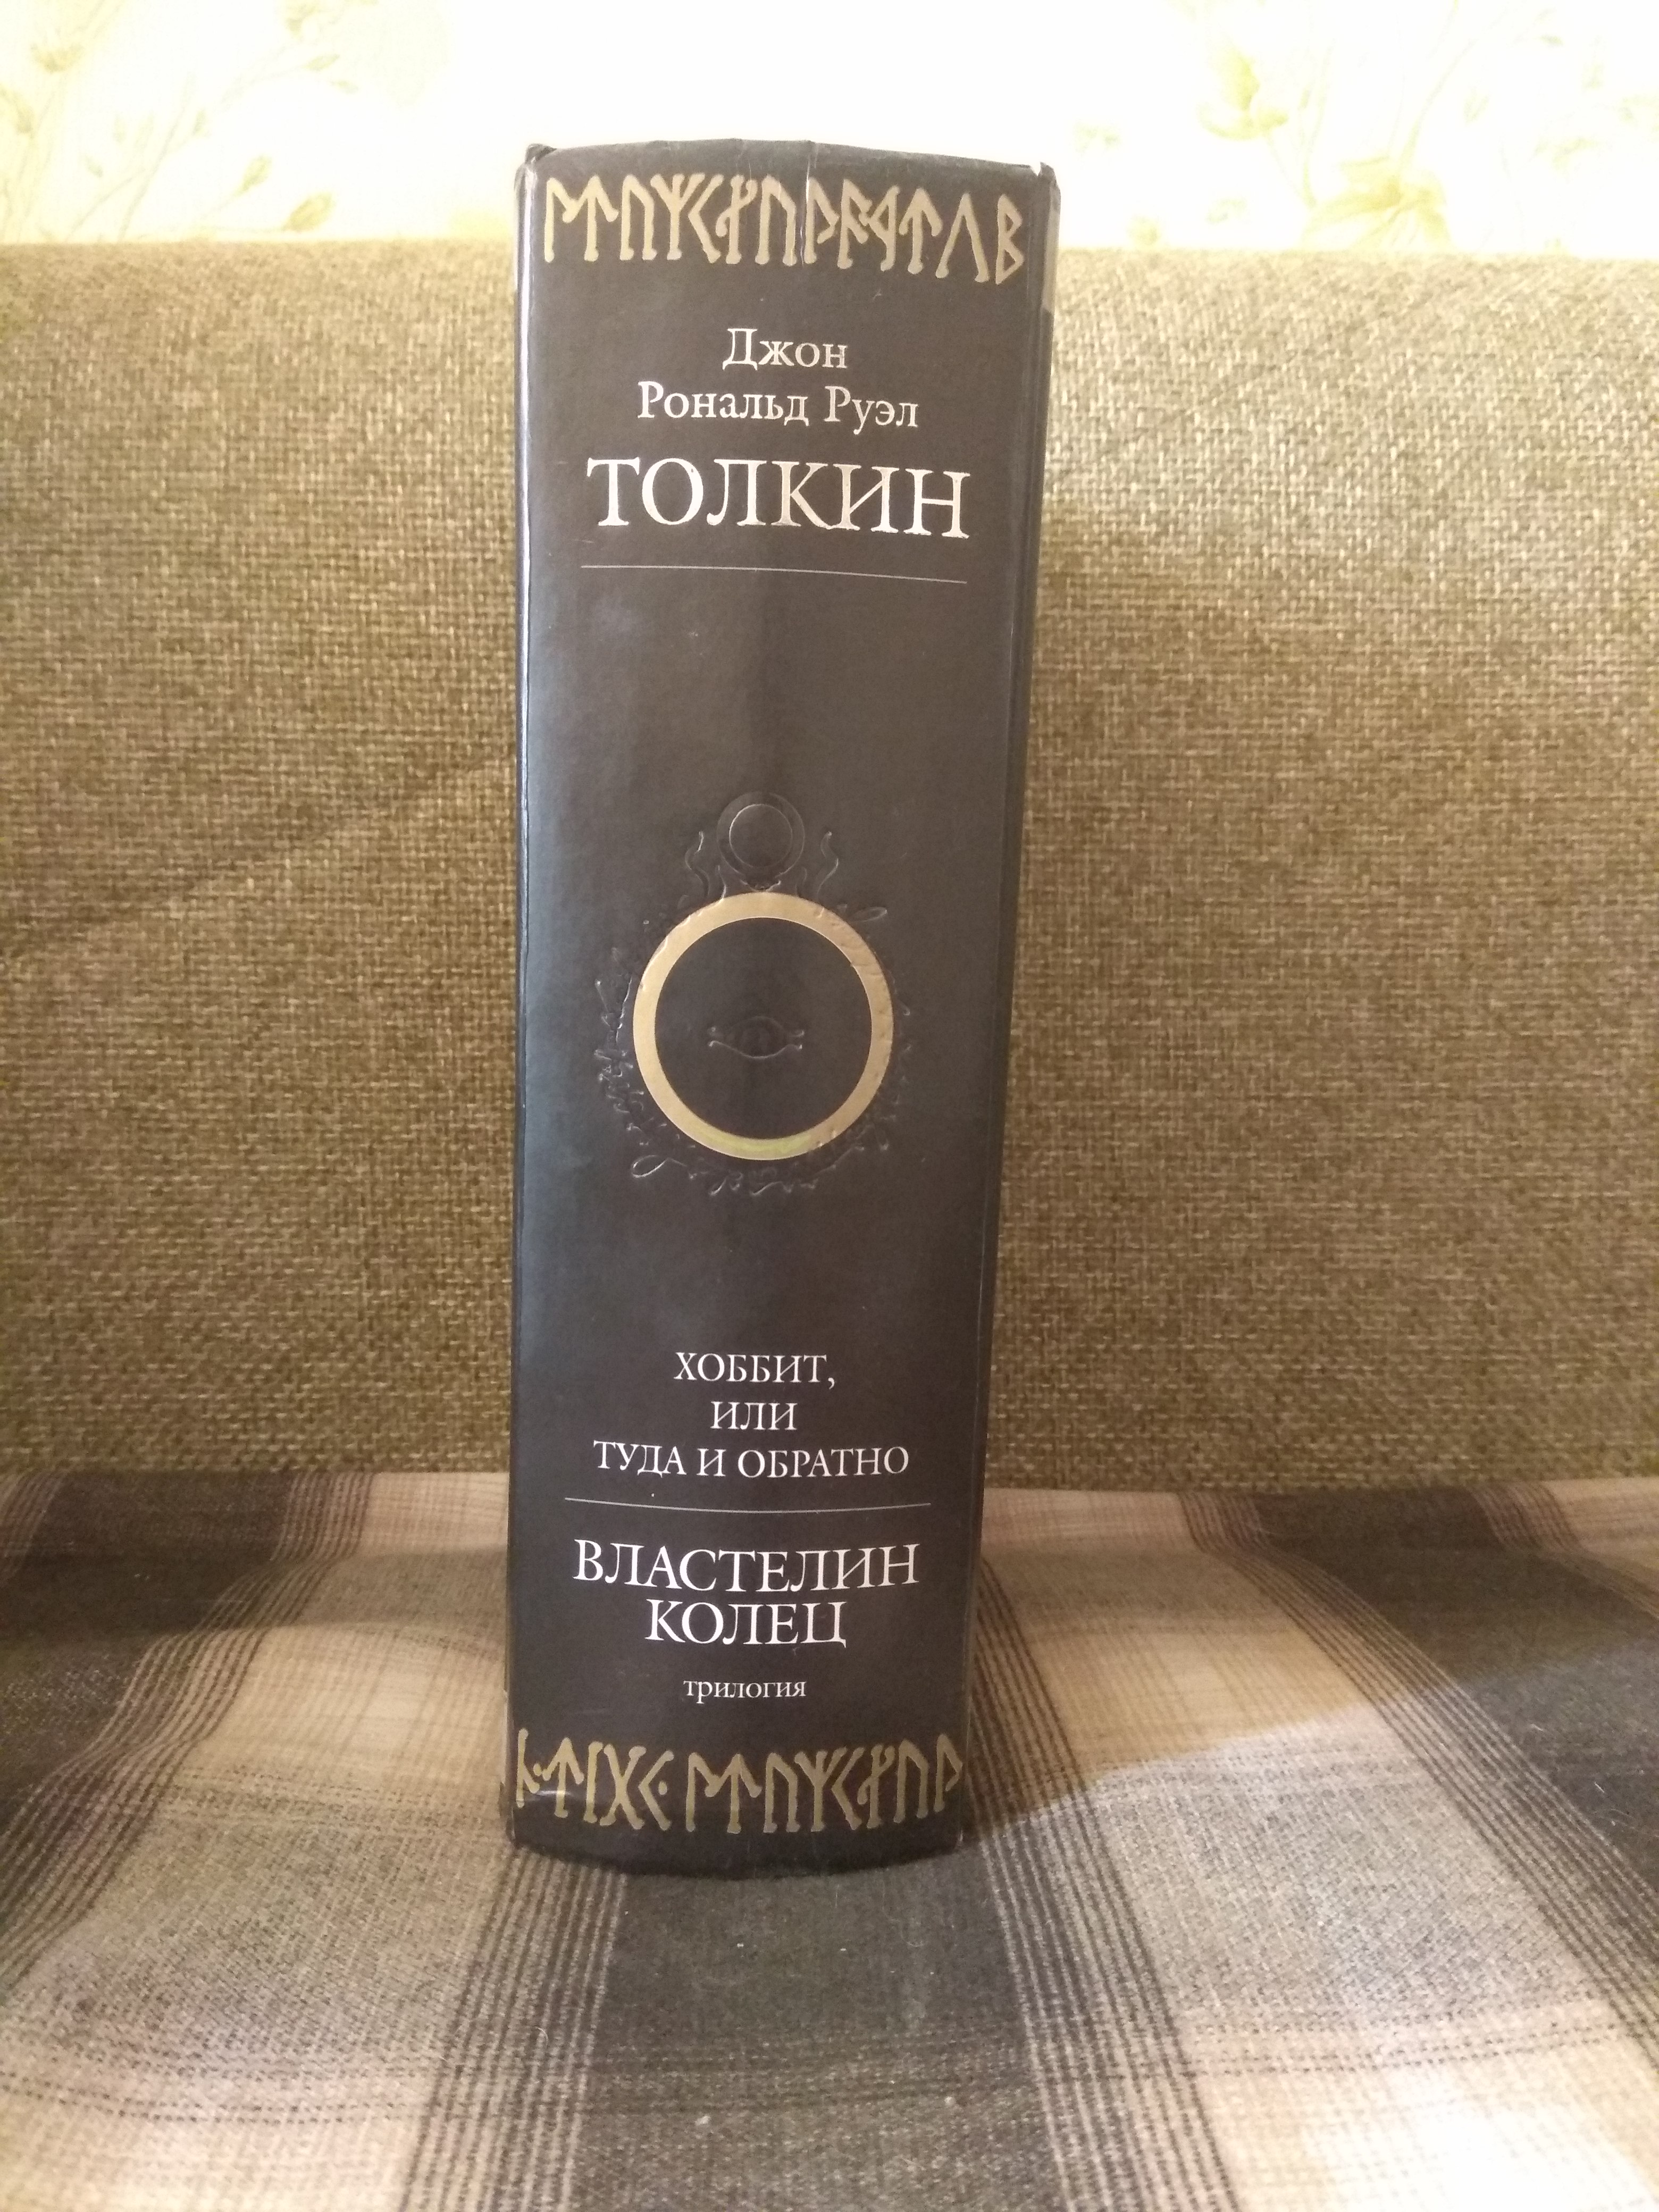 Джон
Рональд Руэл
ТОЛКИН
ХОББИТ,
ИЛИ
ТУДА И ОБРАТНО
ВЛАСТЕЛИН
КОЛЕЦ
трилогия